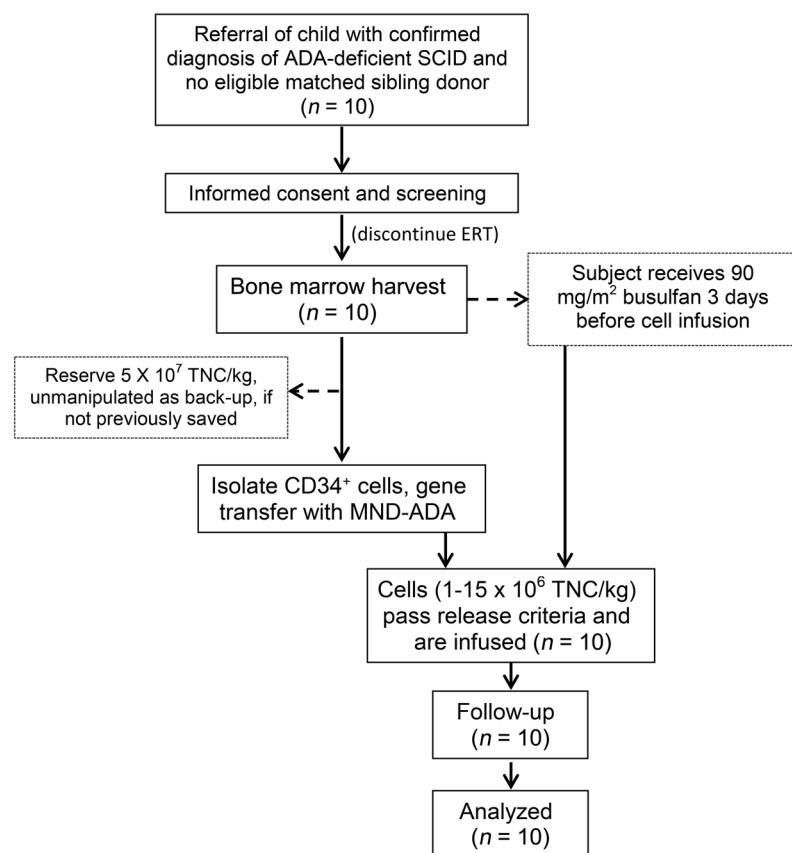 Referral of child with confirmed
diagnosis of ADA-deficient SCID and
no eligible matched sibling donor
(n = 10)
Informed consent and screening
(discontinue ERT)
Bone marrow harvest
(n = 10)
Subject receives 90
mg/m² busulfan 3 days
before cell infusion
Reserve 5 X 10⁷ TNC/kg,
unmanipulated as back-up, if
not previously saved
Isolate CD34⁺ cells, gene
transfer with MND-ADA
Cells (1-15 x 10⁶ TNC/kg)
pass release criteria and
are infused (n = 10)
Follow-up
(n = 10)
Analyzed
(n = 10)